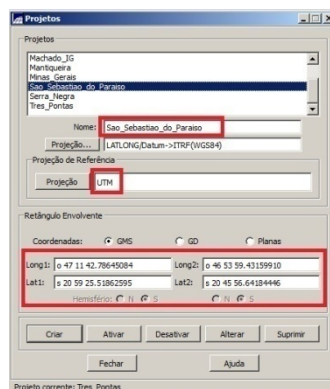 Projetos
Projetos
Machado_IG
Mantiqueira
Minas_Gerais
Sao_Sebastiao_do_Paraiso
Serra_Negra
Tres_Pontas
Nome: Sao_Sebastiao_do_Paraiso
Projeção... LATLONG/Datum->ITRF(WGS84)
Projeção de Referência
Projeção UTM
Retângulo Envolvente
Coordenadas: GMS GD Planas
Long1: o 47 11 42.78645084 Long2: o 46 53 59.43159910
Lat1: s 20 59 25.51862595 Lat2: s 20 45 56.64184446
Hemisfério: N S N S
Criar Ativar Desativar Alterar Suprimir
Fechar Ajuda
Projeto corrente: Tres_Pontas